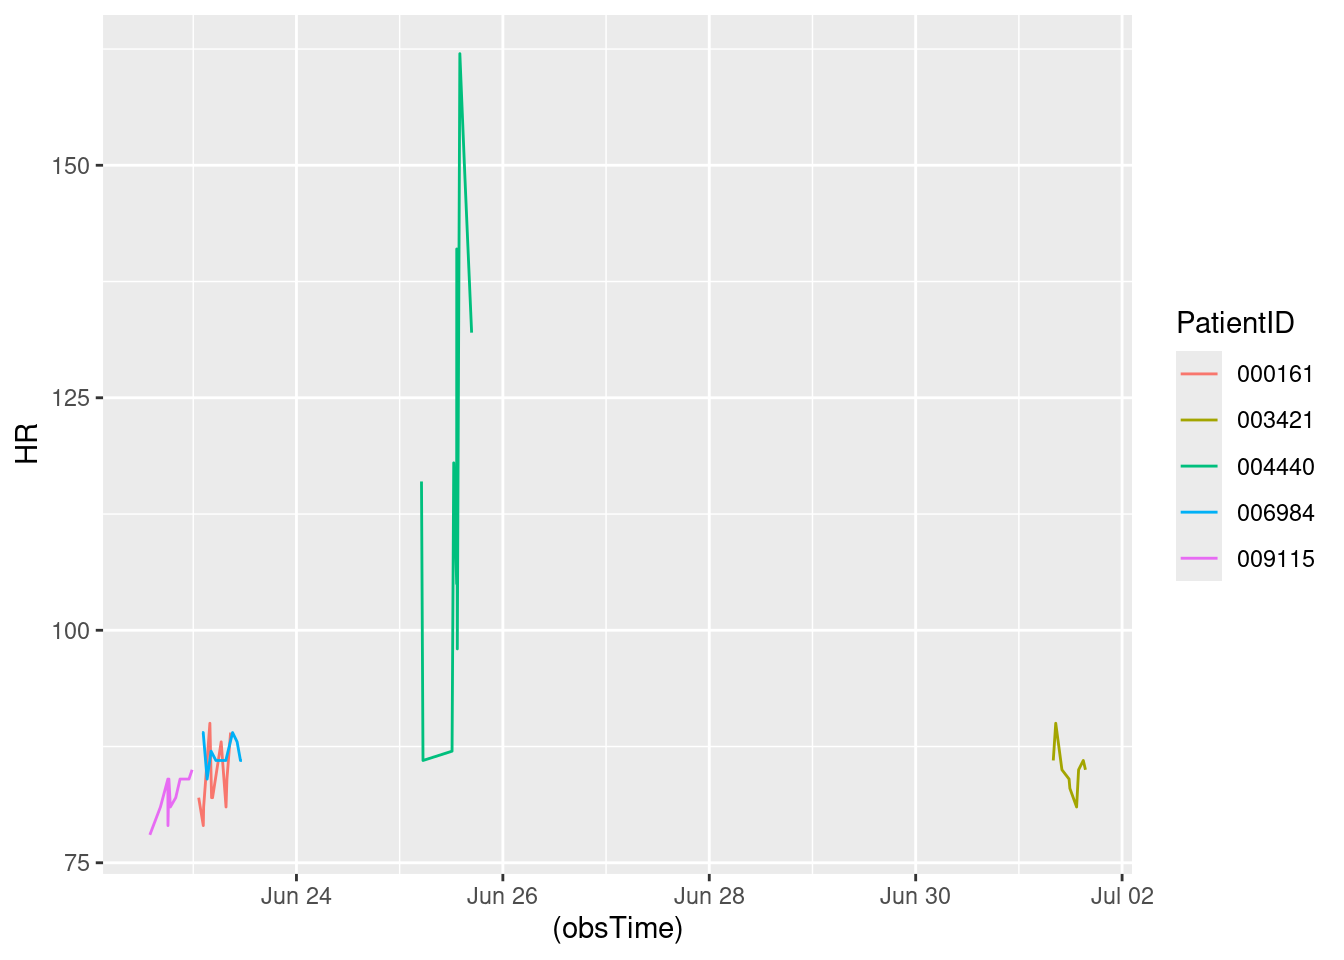 150
125
100
75
HR
Jun 24
Jun 26
Jun 28
Jun 30
Jul 02
(obsTime)
PatientID
000161
003421
004440
006984
009115